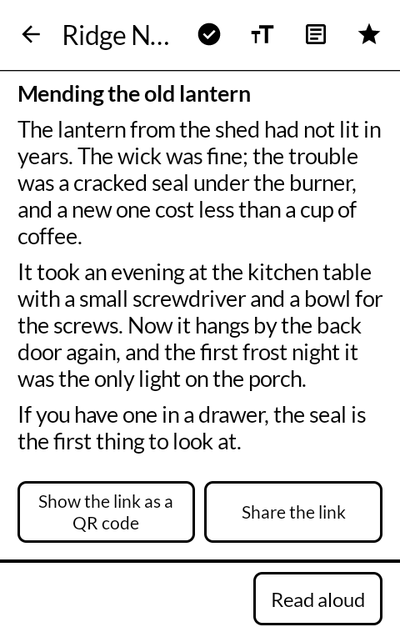 Ridge N...
Mending the old lantern
The lantern from the shed had not lit in
years. The wick was fine; the trouble
was a cracked seal under the burner,
and a new one cost less than a cup of
coffee.
It took an evening at the kitchen table
with a small screwdriver and a bowl for
the screws. Now it hangs by the back
door again, and the first frost night it
was the only light on the porch.
If you have one in a drawer, the seal is
the first thing to look at.
Show the link as a
QR code
Share the link
Read aloud